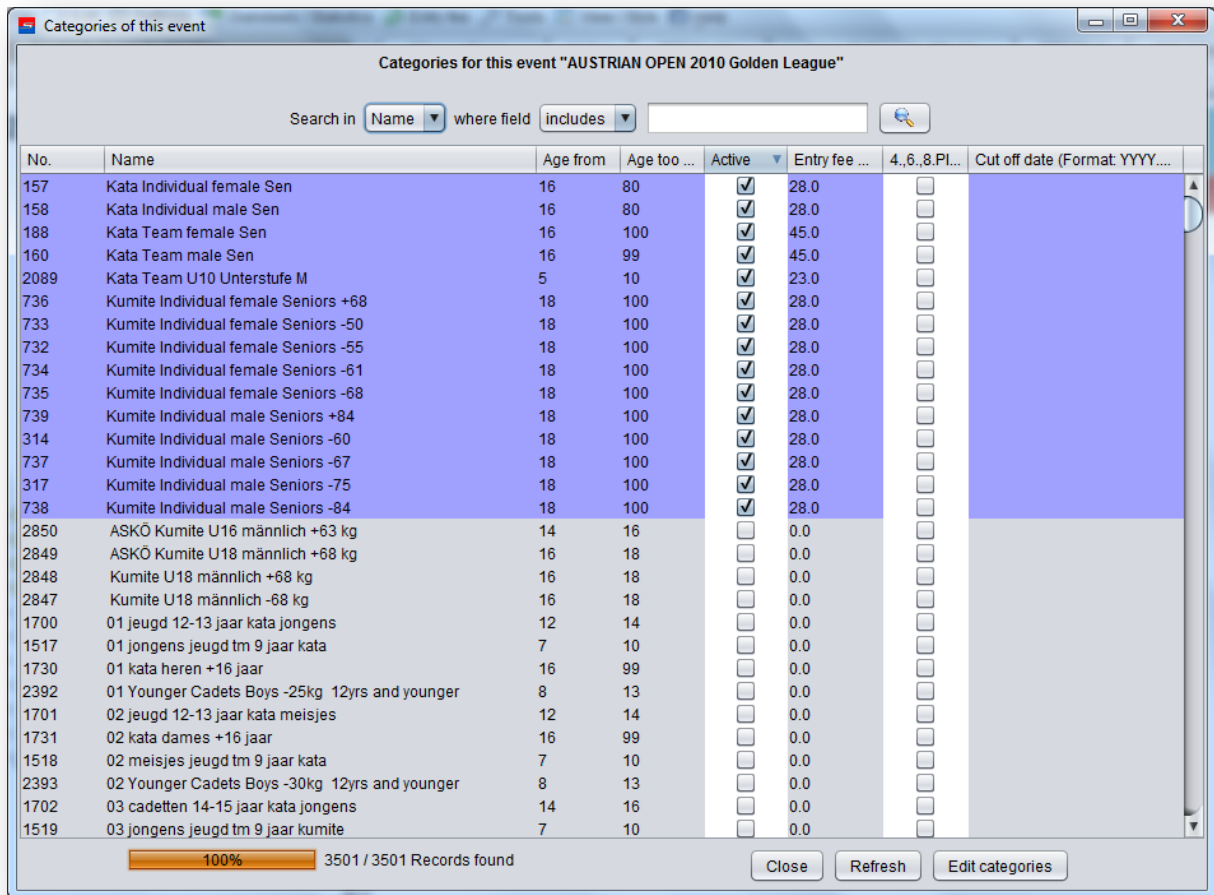 Categories of this event
Categories for this event "AUSTRIAN OPEN 2010 Golden League"
Search in Name where field includes
No. Name Age from Age too ... Active Entry fee ... 4.,6.,8.Pl... Cut off date (Format: YYYY....
157 Kata Individual female Sen 16 80 28.0
158 Kata Individual male Sen 16 80 28.0
188 Kata Team female Sen 16 100 45.0
160 Kata Team male Sen 16 99 45.0
2089 Kata Team U10 Unterstufe M 5 10 23.0
736 Kumite Individual female Seniors +68 18 100 28.0
733 Kumite Individual female Seniors -50 18 100 28.0
732 Kumite Individual female Seniors -55 18 100 28.0
734 Kumite Individual female Seniors -61 18 100 28.0
735 Kumite Individual female Seniors -68 18 100 28.0
739 Kumite Individual male Seniors +84 18 100 28.0
314 Kumite Individual male Seniors -60 18 100 28.0
737 Kumite Individual male Seniors -67 18 100 28.0
317 Kumite Individual male Seniors -75 18 100 28.0
738 Kumite Individual male Seniors -84 18 100 28.0
2850 ASKÖ Kumite U16 männlich +63 kg 14 16 0.0
2849 ASKÖ Kumite U18 männlich +68 kg 16 18 0.0
2848 Kumite U18 männlich +68 kg 16 18 0.0
2847 Kumite U18 männlich -68 kg 16 18 0.0
1700 01 jeugd 12-13 jaar kata jongens 12 14 0.0
1517 01 jongens jeugd tm 9 jaar kata 7 10 0.0
1730 01 kata heren +16 jaar 16 99 0.0
2392 01 Younger Cadets Boys -25kg 12yrs and younger 8 13 0.0
1701 02 jeugd 12-13 jaar kata meisjes 12 14 0.0
1731 02 kata dames +16 jaar 16 99 0.0
1518 02 meisjes jeugd tm 9 jaar kata 7 10 0.0
2393 02 Younger Cadets Boys -30kg 12yrs and younger 8 13 0.0
1702 03 cadetten 14-15 jaar kata jongens 14 16 0.0
1519 03 jongens jeugd tm 9 jaar kumite 7 10 0.0
100% 3501 / 3501 Records found
Close Refresh Edit categories